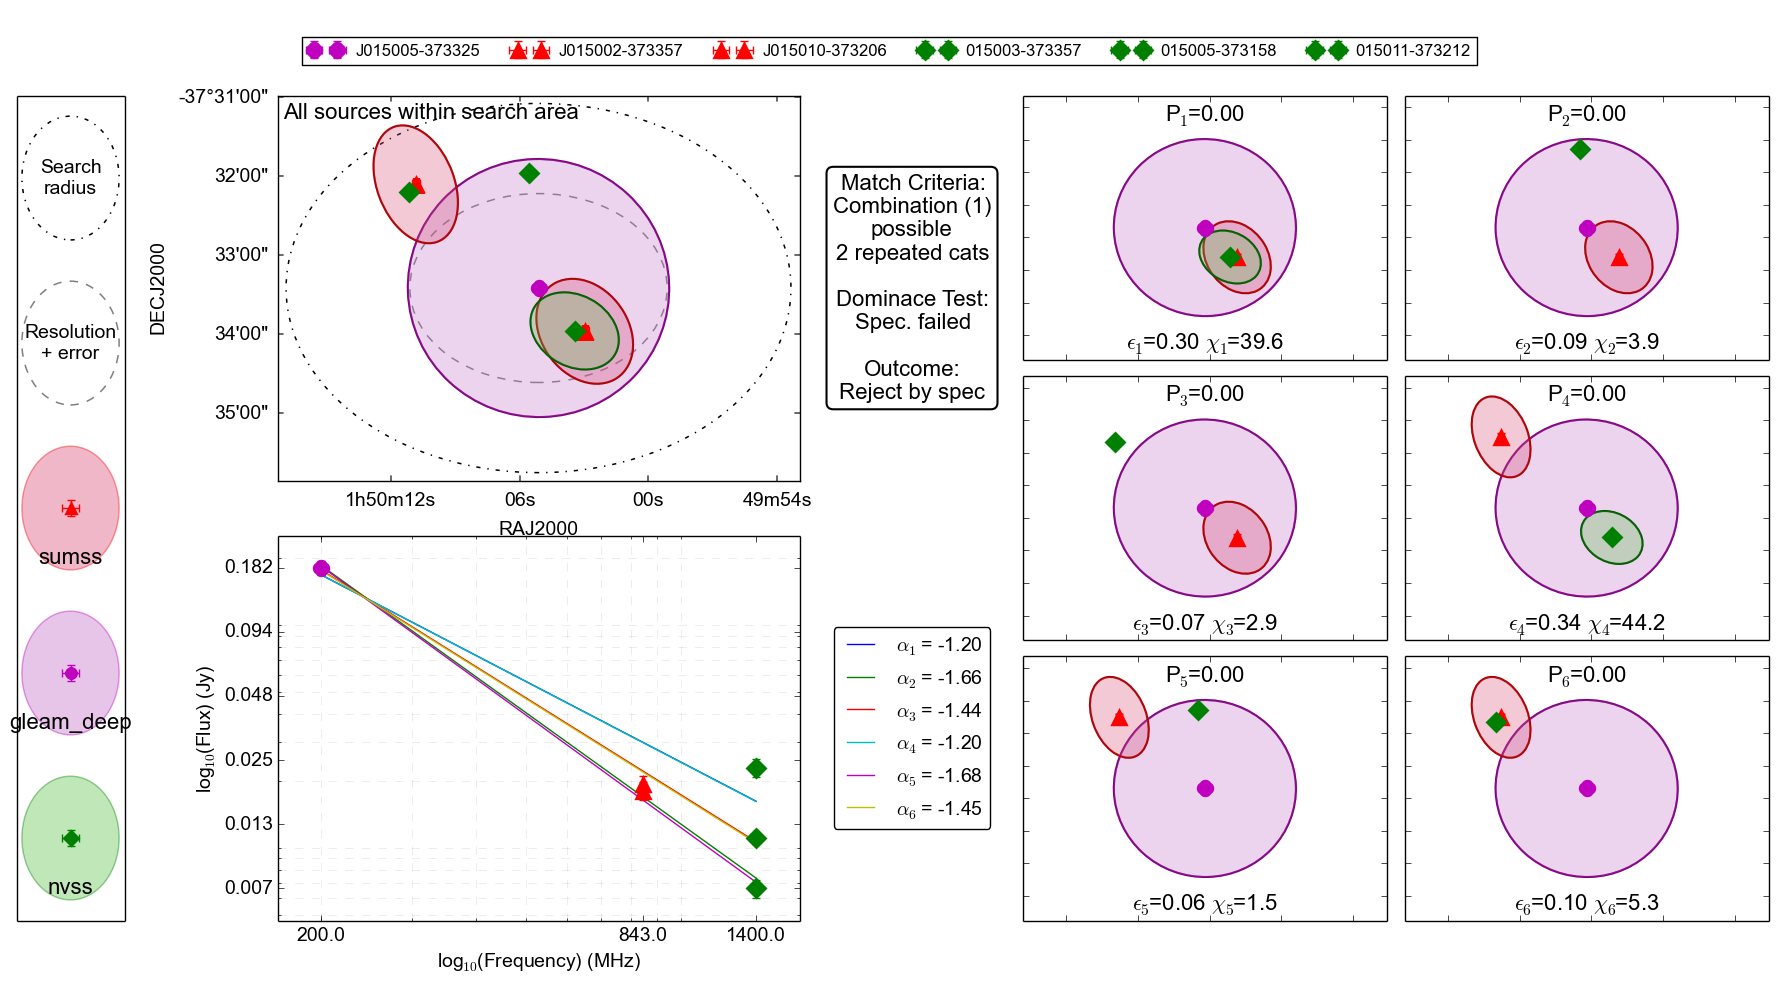 J015005-373325 J015002-373357 J015010-373206 015003-373357 015005-373158 015011-373212
Search
radius
Resolution
+ error
sumss
gleam_deep
nvss
All sources within search area
-37°31'00"
32'00"
33'00"
34'00"
35'00"
DECJ2000
1h50m12s 06s 00s 49m54s
RAJ2000
Match Criteria:
Combination (1)
possible
2 repeated cats
Dominace Test:
Spec. failed
Outcome:
Reject by spec
0.182
0.094
0.048
0.025
0.013
0.007
log10(Flux) (Jy)
200.0 843.0 1400.0
log10(Frequency) (MHz)
α1 = -1.20
α2 = -1.66
α3 = -1.44
α4 = -1.20
α5 = -1.68
α6 = -1.45
P1=0.00
ϵ1=0.30 χ1=39.6
P2=0.00
ϵ2=0.09 χ2=3.9
P3=0.00
ϵ3=0.07 χ3=2.9
P4=0.00
ϵ4=0.34 χ4=44.2
P5=0.00
ϵ5=0.06 χ5=1.5
P6=0.00
ϵ6=0.10 χ6=5.3